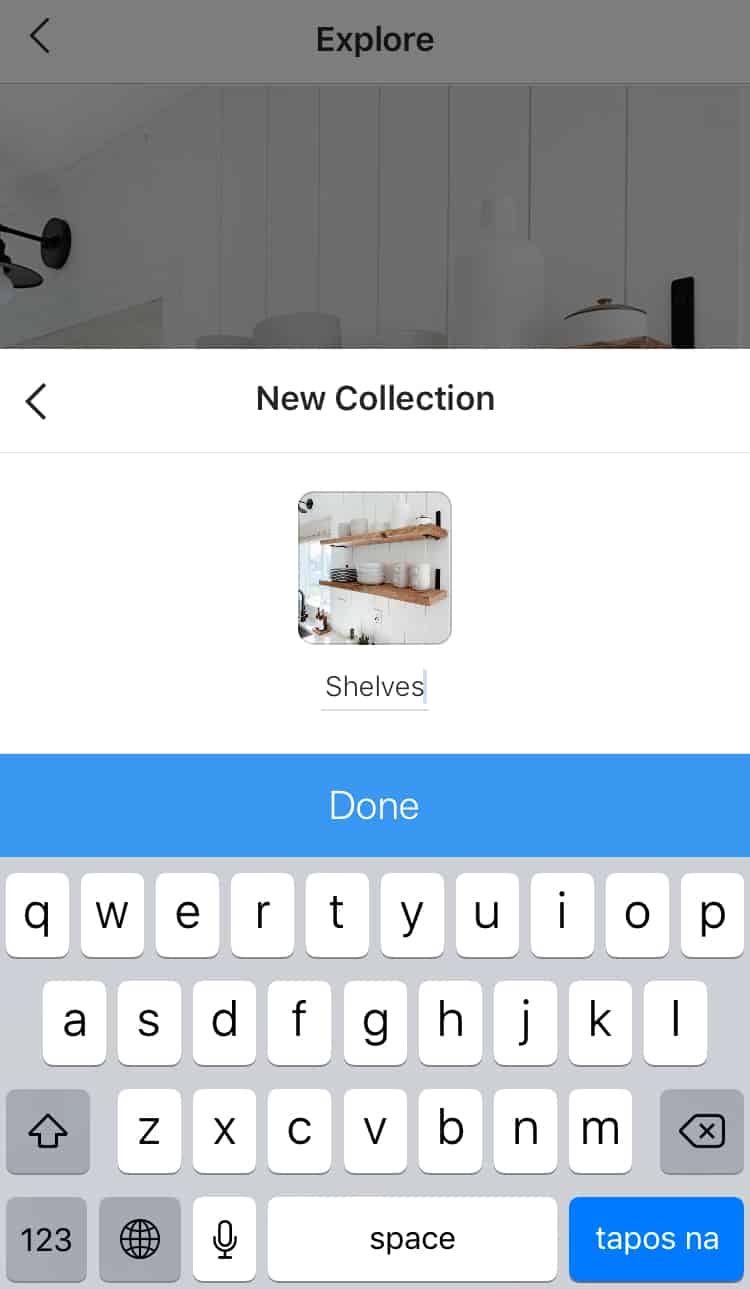 Explore
New Collection
Shelves
Done
q w e r t y u i o p
a s d f g h j k l
z x c v b n m
123 space tapos na